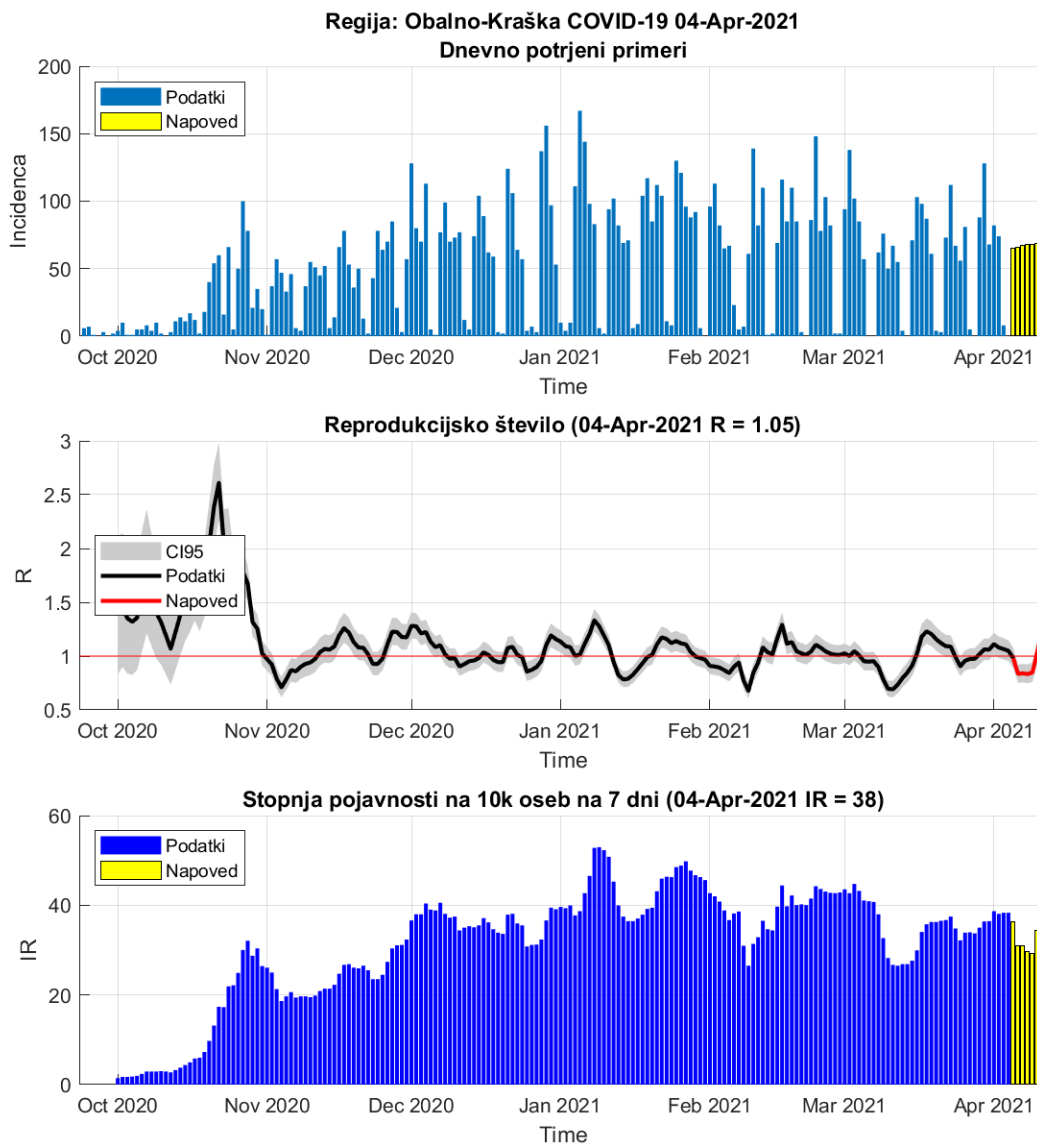 Regija: Obalno-Kraška COVID-19 04-Apr-2021
Dnevno potrjeni primeri
200
150
100
50
0
Incidenca
Podatki
Napoved
Oct 2020 Nov 2020 Dec 2020 Jan 2021 Feb 2021 Mar 2021 Apr 2021
Time
Reprodukcijsko število (04-Apr-2021 R = 1.05)
3
2.5
2
1.5
1
0.5
R
CI95
Podatki
Napoved
Oct 2020 Nov 2020 Dec 2020 Jan 2021 Feb 2021 Mar 2021 Apr 2021
Time
Stopnja pojavnosti na 10k oseb na 7 dni (04-Apr-2021 IR = 38)
60
40
20
0
IR
Podatki
Napoved
Oct 2020 Nov 2020 Dec 2020 Jan 2021 Feb 2021 Mar 2021 Apr 2021
Time